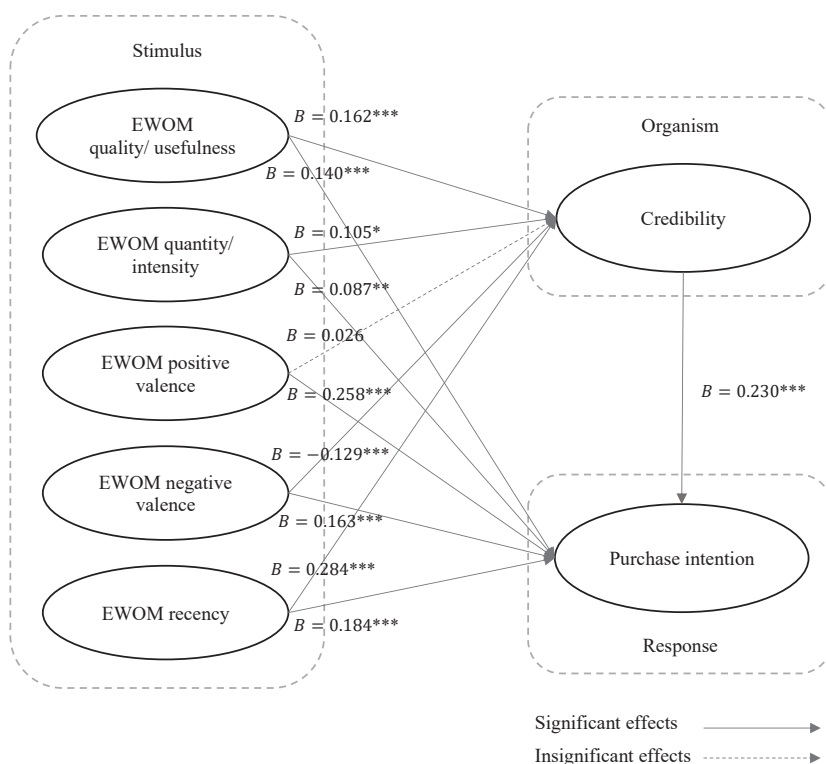 Stimulus
EWOM
quality/ usefulness
B = 0.162***
B = 0.140***
EWOM quantity/
intensity
B = 0.105*
B = 0.087**
EWOM positive
valence
B = 0.026
B = 0.258***
EWOM negative
valence
B = −0.129***
B = 0.163***
EWOM recency
B = 0.284***
B = 0.184***
Organism
Credibility
B = 0.230***
Purchase intention
Response
Significant effects
Insignificant effects